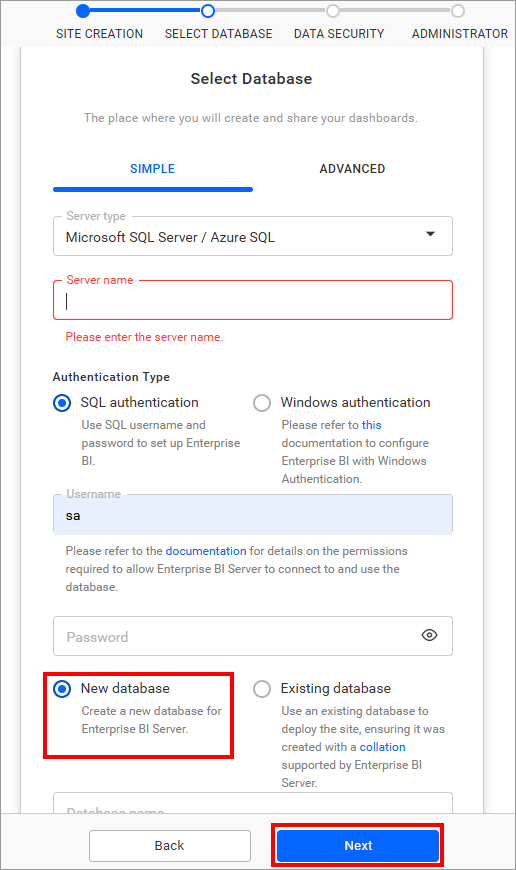 SITE CREATION SELECT DATABASE DATA SECURITY ADMINISTRATOR
Select Database
The place where you will create and share your dashboards.
SIMPLE ADVANCED
Server type
Microsoft SQL Server / Azure SQL
Server name
Please enter the server name.
Authentication Type
SQL authentication
Use SQL username and
password to set up Enterprise
BI.
Windows authentication
Please refer to this
documentation to configure
Enterprise BI with Windows
Authentication.
Username
sa
Please refer to the documentation for details on the permissions
required to allow Enterprise BI Server to connect to and use the
database.
Password
New database
Create a new database for
Enterprise BI Server.
Existing database
Use an existing database to
deploy the site, ensuring it was
created with a collation
supported by Enterprise BI
Server.
Database name
Back Next